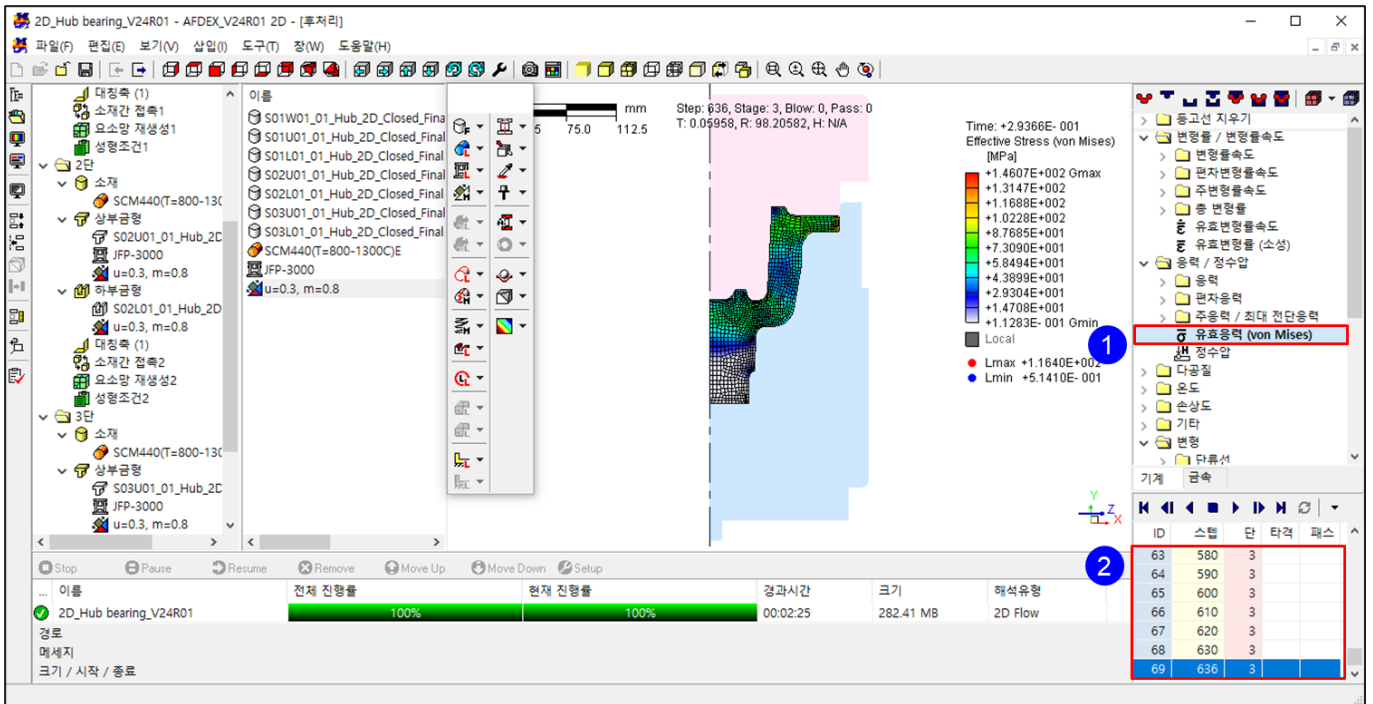 2D_Hub bearing_V24R01 - AFDEX_V24R01 2D - [후처리]
파일(F) 편집(E) 보기(V) 삽입(I) 도구(T) 창(W) 도움말(H)
대칭축 (1)
소재간 접촉1
요소망 재생성1
성형조건1
2단
소재
SCM440(T=800-130
상부금형
S02U01_01_Hub_2D
JFP-3000
u=0.3, m=0.8
하부금형
S02L01_01_Hub_2D
u=0.3, m=0.8
대칭축 (1)
소재간 접촉2
요소망 재생성2
성형조건2
3단
소재
SCM440(T=800-130
상부금형
S03U01_01_Hub_2D
JFP-3000
u=0.3, m=0.8
이름
S01W01_01_Hub_2D_Closed_Fina
S01U01_01_Hub_2D_Closed_Final
S01L01_01_Hub_2D_Closed_Final
S02U01_01_Hub_2D_Closed_Final
S02L01_01_Hub_2D_Closed_Final
S03U01_01_Hub_2D_Closed_Final
S03L01_01_Hub_2D_Closed_Final
SCM440(T=800-1300C)E
JFP-3000
u=0.3, m=0.8
mm
5 75.0 112.5
Step: 636, Stage: 3, Blow: 0, Pass: 0
T: 0.05958, R: 98.20582, H: N/A
Time: +2.9366E- 001
Effective Stress (von Mises)
[MPa]
+1.4607E+002 Gmax
+1.3147E+002
+1.1688E+002
+1.0228E+002
+8.7685E+001
+7.3090E+001
+5.8494E+001
+4.3899E+001
+2.9304E+001
+1.4708E+001
+1.1283E- 001 Gmin
Local
Lmax +1.1640E+002
Lmin +5.1410E- 001
Y
Z
X
등고선 지우기
변형률 / 변형률속도
변형률속도
편차변형률속도
주변형률속도
총 변형률
ε̇ 유효변형률속도
ε̄ 유효변형률 (소성)
응력 / 정수압
응력
편차응력
주응력 / 최대 전단응력
1
σ̄ 유효응력 (von Mises)
정수압
다공질
온도
손상도
기타
변형
단류선
기계 금속
ID 스텝 단 타격 패스
2
63 580 3
64 590 3
65 600 3
66 610 3
67 620 3
68 630 3
69 636 3
Stop Pause Resume Remove Move Up Move Down Setup
... 이름 전체 진행률 현재 진행률 경과시간 크기 해석유형
2D_Hub bearing_V24R01 100% 100% 00:02:25 282.41 MB 2D Flow
경로
메세지
크기 / 시작 / 종료